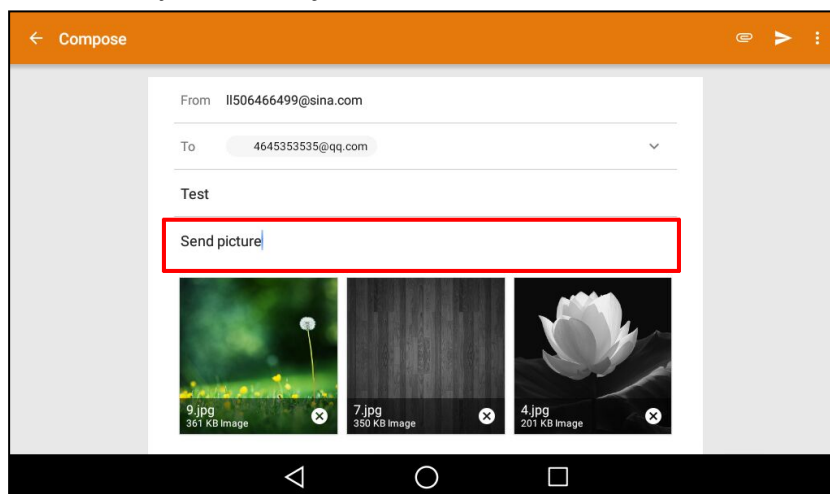 Compose
From ll506466499@sina.com
To 4645353535@qq.com
Test
Send picture
9.jpg
361 KB Image
7.jpg
350 KB Image
4.jpg
201 KB Image